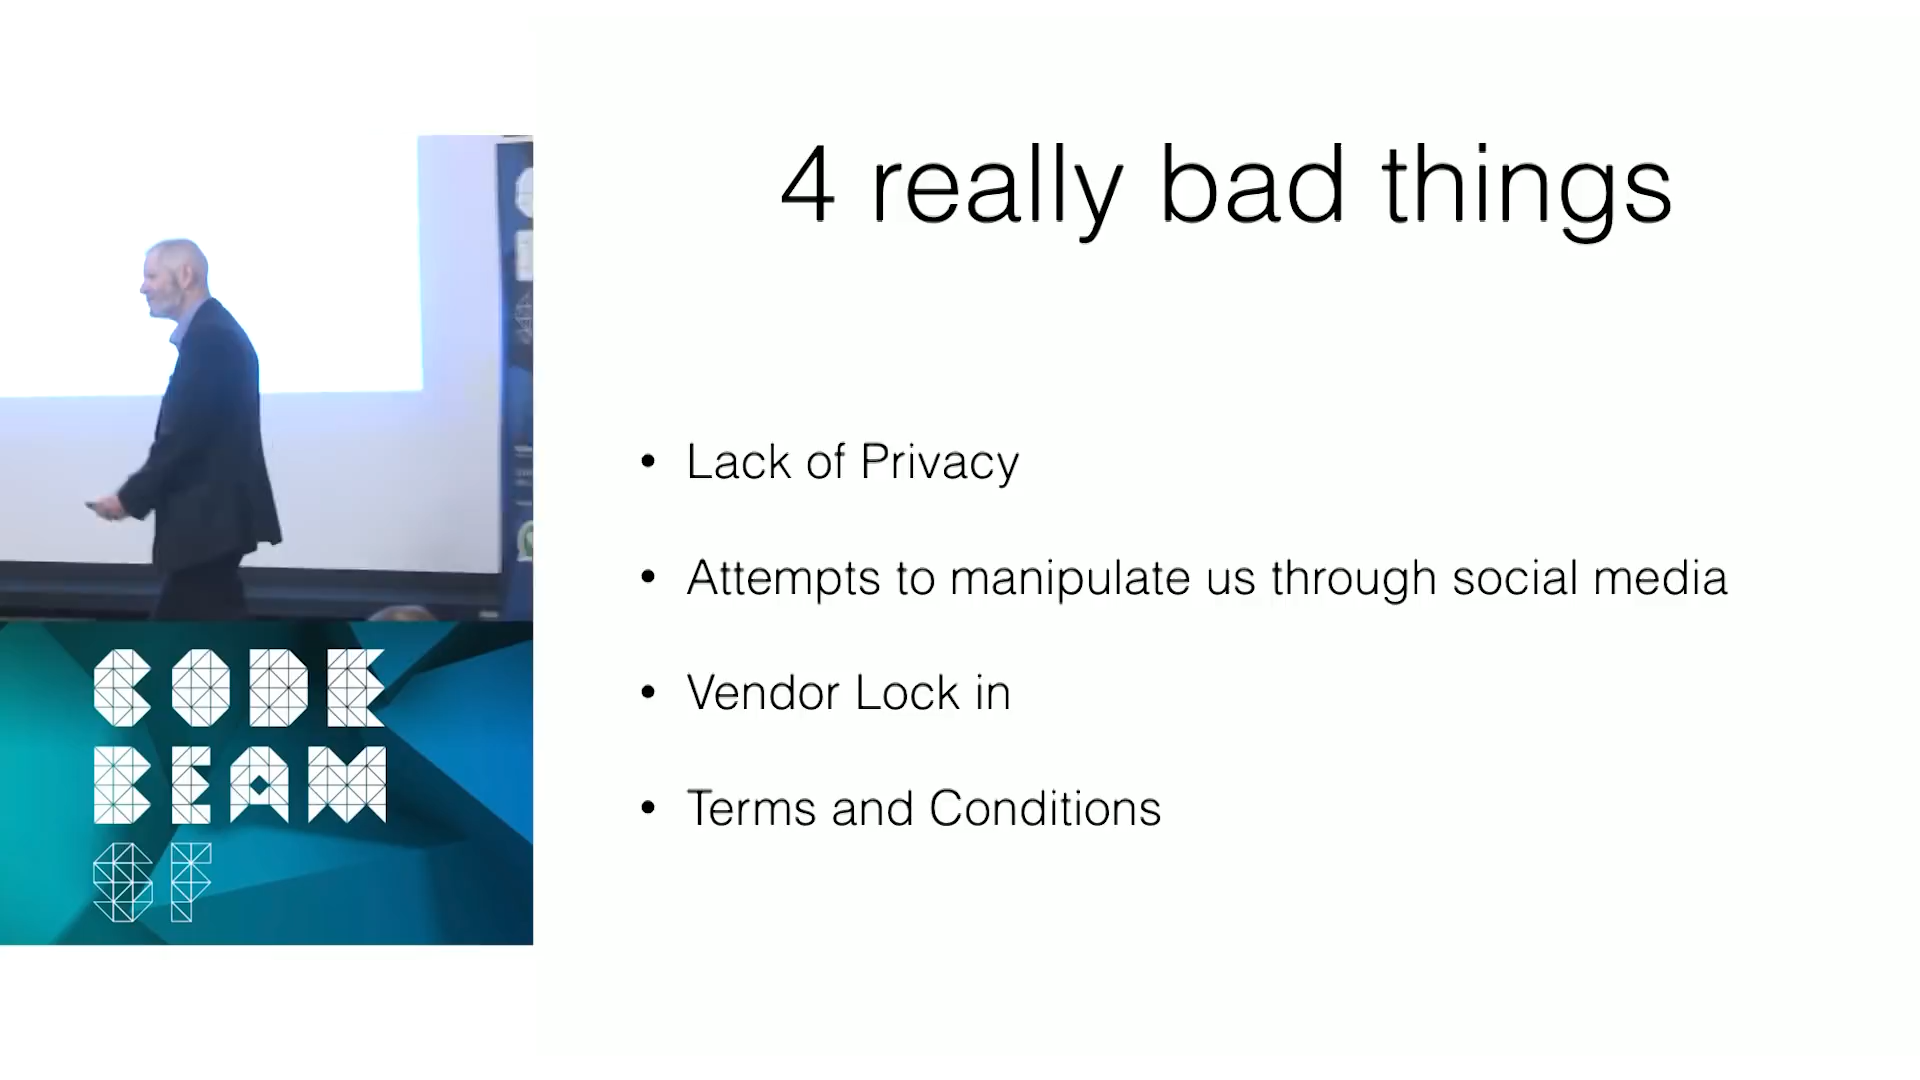 4 really bad things
• Lack of Privacy
• Attempts to manipulate us through social media
• Vendor Lock in
• Terms and Conditions
CODE
BEAM
SF